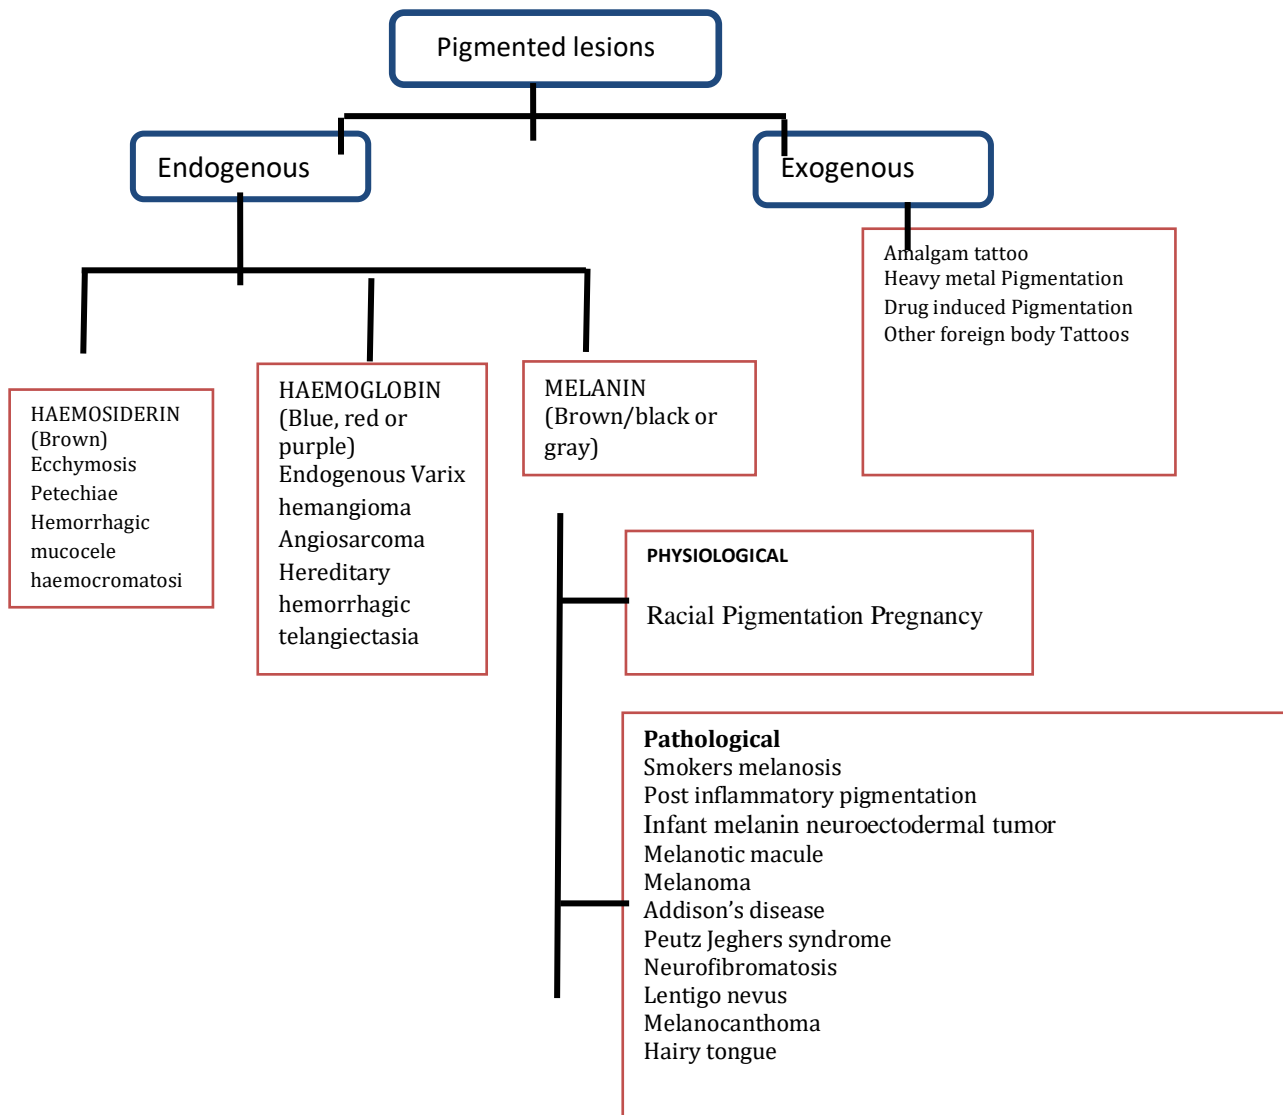 Pigmented lesions
Endogenous
Exogenous
Amalgam tattoo
Heavy metal Pigmentation
Drug induced Pigmentation
Other foreign body Tattoos
HAEMOSIDERIN
(Brown)
Ecchymosis
Petechiae
Hemorrhagic
mucocele
haemocromatosi
HAEMOGLOBIN
(Blue, red or
purple)
Endogenous Varix
hemangioma
Angiosarcoma
Hereditary
hemorrhagic
telangiectasia
MELANIN
(Brown/black or
gray)
PHYSIOLOGICAL
Racial Pigmentation Pregnancy
Pathological
Smokers melanosis
Post inflammatory pigmentation
Infant melanin neuroectodermal tumor
Melanotic macule
Melanoma
Addison’s disease
Peutz Jeghers syndrome
Neurofibromatosis
Lentigo nevus
Melanocanthoma
Hairy tongue